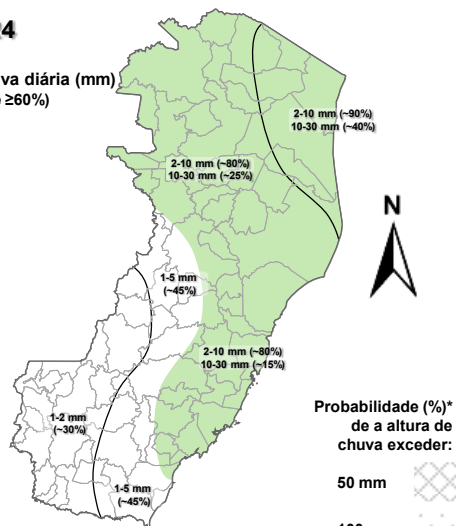 24
va diária (mm)
≥60%)
2-10 mm (~90%)
10-30 mm (~40%)
2-10 mm (~80%)
10-30 mm (~25%)
N
1-5 mm
(~45%)
2-10 mm (~80%)
10-30 mm (~15%)
1-2 mm
(~30%)
1-5 mm
(~45%)
Probabilidade (%)*
de a altura de
chuva exceder:
50 mm